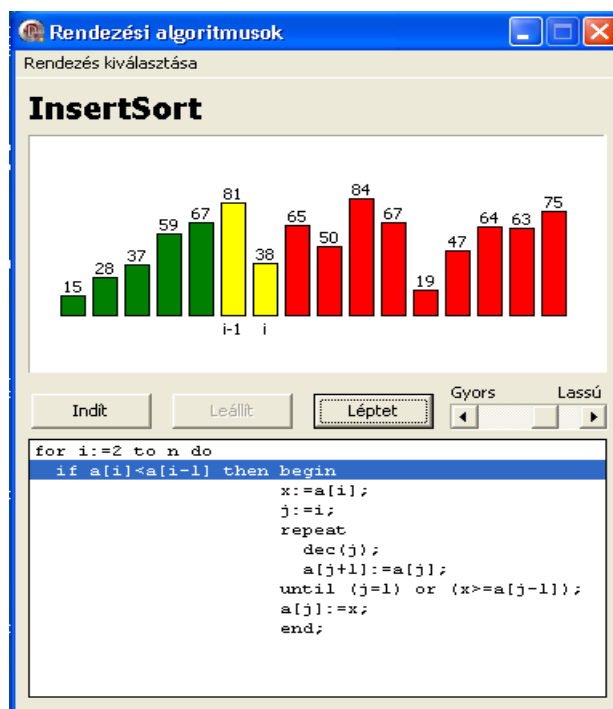 Rendezési algoritmusok
Rendezés kiválasztása
InsertSort
15 28 37 59 67 81 38 65 50 84 67 19 47 64 63 75
i-1 i
Gyors Lassú
Indít Leállít Léptet
for i:=2 to n do
if a[i]<a[i-1] then begin
x:=a[i];
j:=i;
repeat
dec(j);
a[j+1]:=a[j];
until (j=1) or (x>=a[j-1]);
a[j]:=x;
end;